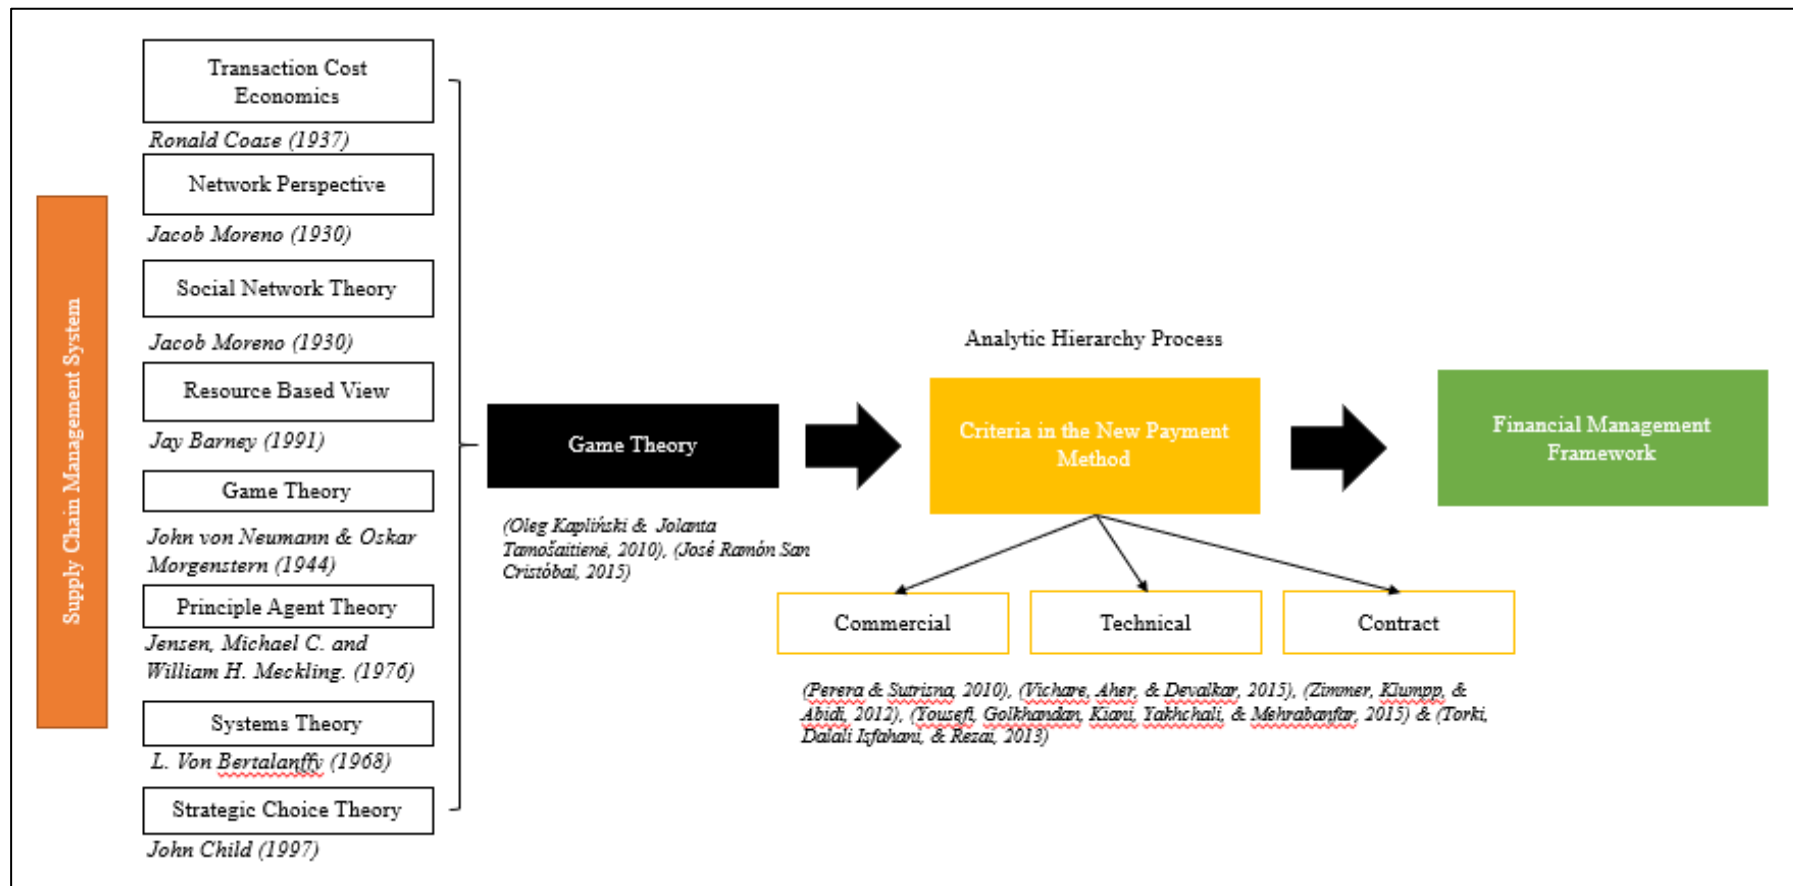 Supply Chain Management System
Transaction Cost
Economics
Ronald Coase (1937)
Network Perspective
Jacob Moreno (1930)
Social Network Theory
Jacob Moreno (1930)
Resource Based View
Jay Barney (1991)
Game Theory
John von Neumann & Oskar
Morgenstern (1944)
Principle Agent Theory
Jensen, Michael C. and
William H. Meckling. (1976)
Systems Theory
L. Von Bertalanffy (1968)
Strategic Choice Theory
John Child (1997)
Game Theory
(Oleg Kapliński & Jolanta
Tamošaitienė, 2010), (José Ramón San
Cristóbal, 2015)
Analytic Hierarchy Process
Criteria in the New Payment
Method
Commercial
Technical
Contract
(Perera & Sutrisna, 2010), (Vichare, Aher, & Devalkar, 2015), (Zimmer, Klumpp, &
Abidi, 2012), (Yousefi, Golkhandan, Kiani, Yakhchali, & Mehrabanfar, 2015) & (Torki,
Dalali Isfahani, & Rezai, 2013)
Financial Management
Framework